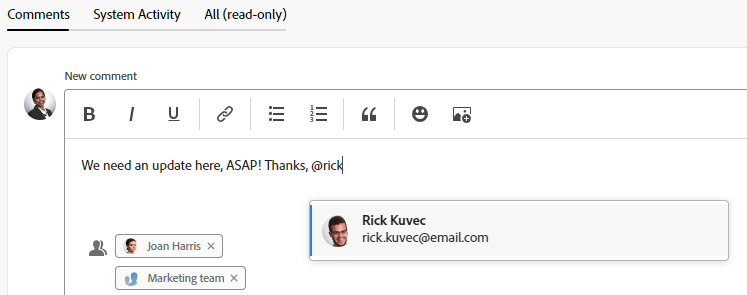 Comments System Activity All (read-only)
New comment
B I U
We need an update here, ASAP! Thanks, @rick
Rick Kuvec
rick.kuvec@email.com
Joan Harris
Marketing team